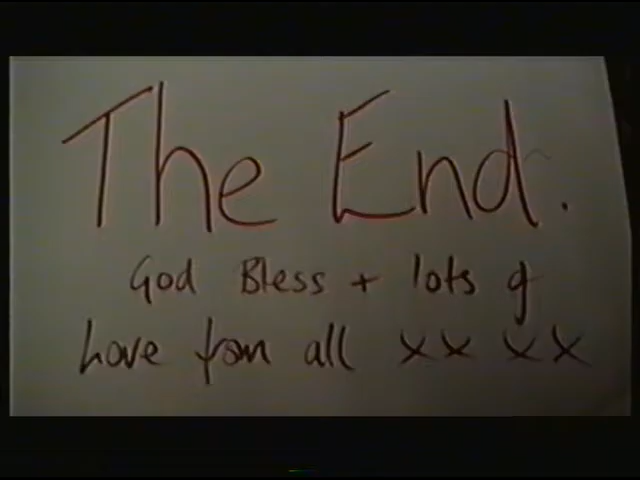 The End.
God Bless + lots of
Love from all xx xx